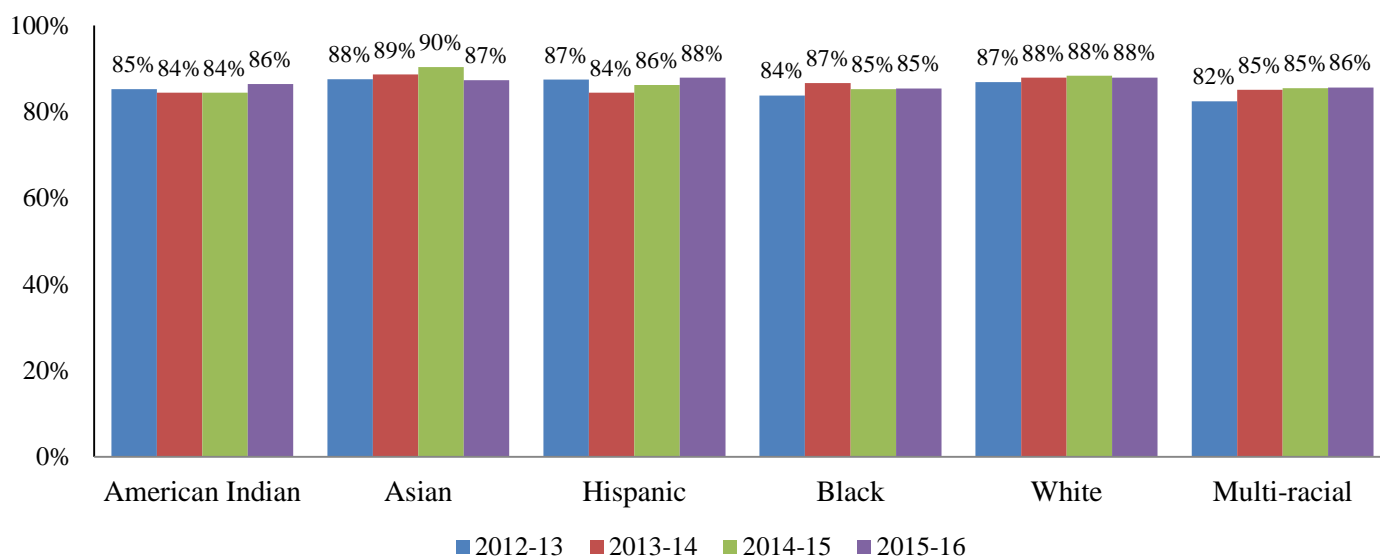 100%
80%
60%
40%
20%
0%
85% 84% 84% 86%
88% 89% 90% 87%
87% 84% 86% 88%
84% 87% 85% 85%
87% 88% 88% 88%
82% 85% 85% 86%
American Indian Asian Hispanic Black White Multi-racial
2012-13 2013-14 2014-15 2015-16